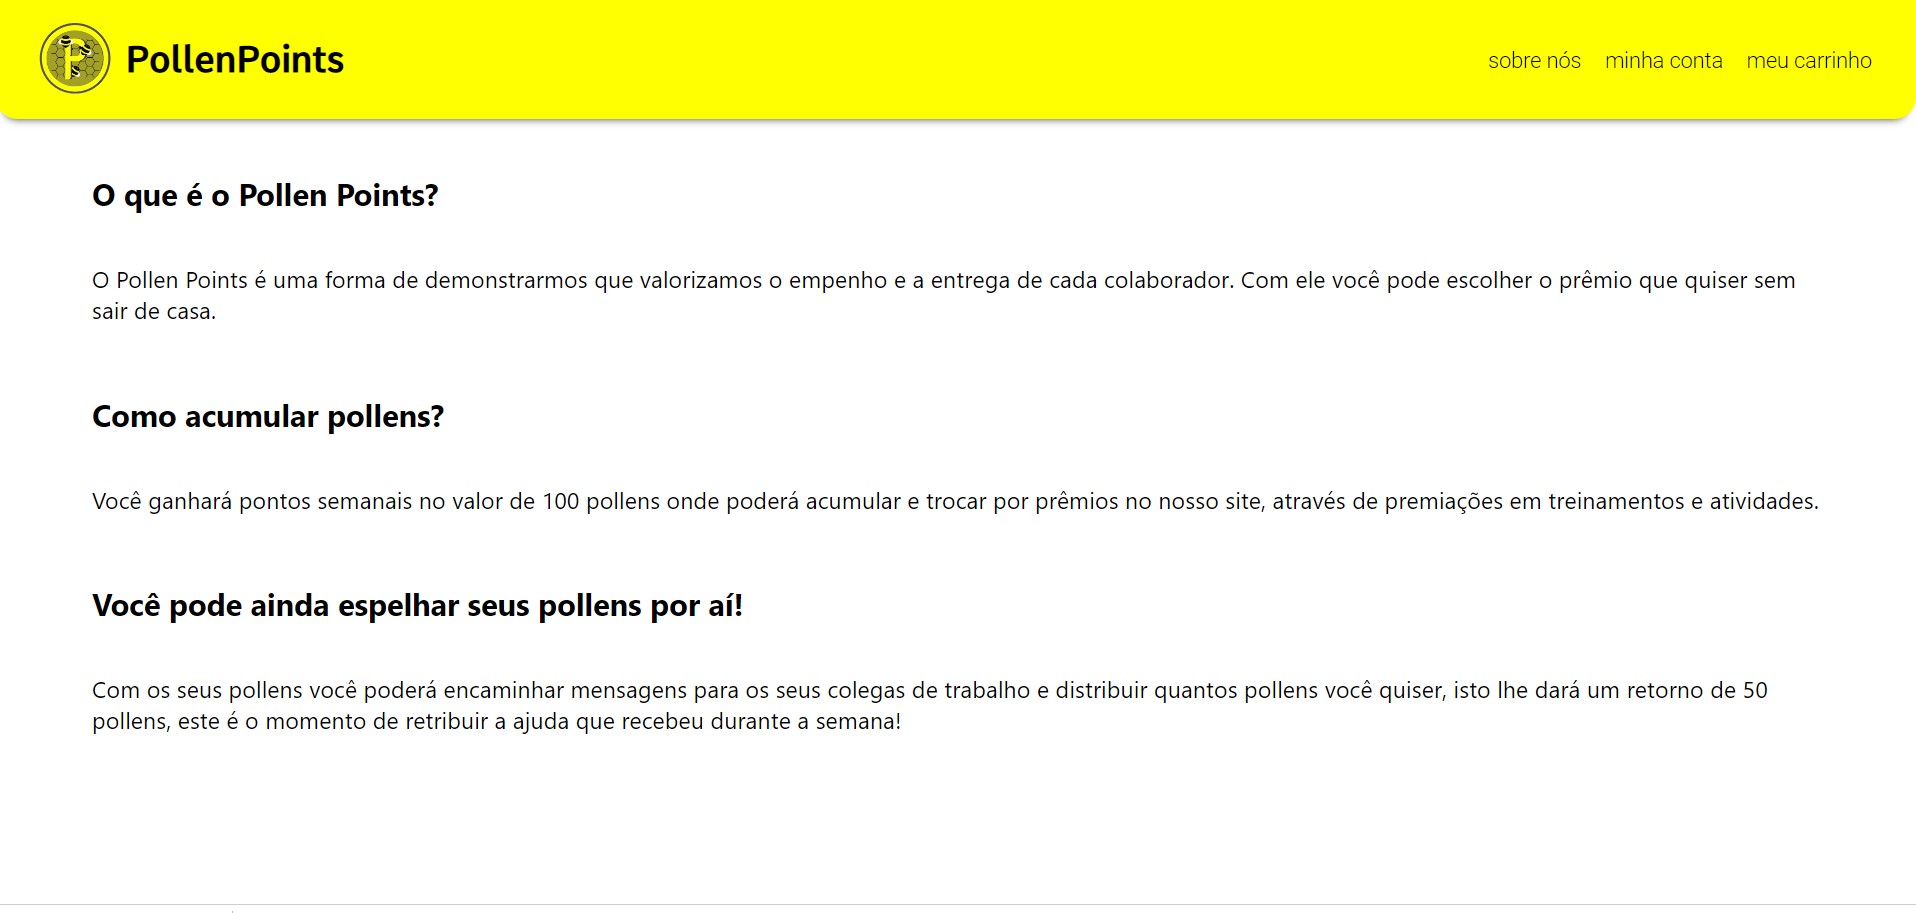 P
PollenPoints
sobre nós minha conta meu carrinho
O que é o Pollen Points?
O Pollen Points é uma forma de demonstrarmos que valorizamos o empenho e a entrega de cada colaborador. Com ele você pode escolher o prêmio que quiser sem
sair de casa.
Como acumular pollens?
Você ganhará pontos semanais no valor de 100 pollens onde poderá acumular e trocar por prêmios no nosso site, através de premiações em treinamentos e atividades.
Você pode ainda espelhar seus pollens por aí!
Com os seus pollens você poderá encaminhar mensagens para os seus colegas de trabalho e distribuir quantos pollens você quiser, isto lhe dará um retorno de 50
pollens, este é o momento de retribuir a ajuda que recebeu durante a semana!